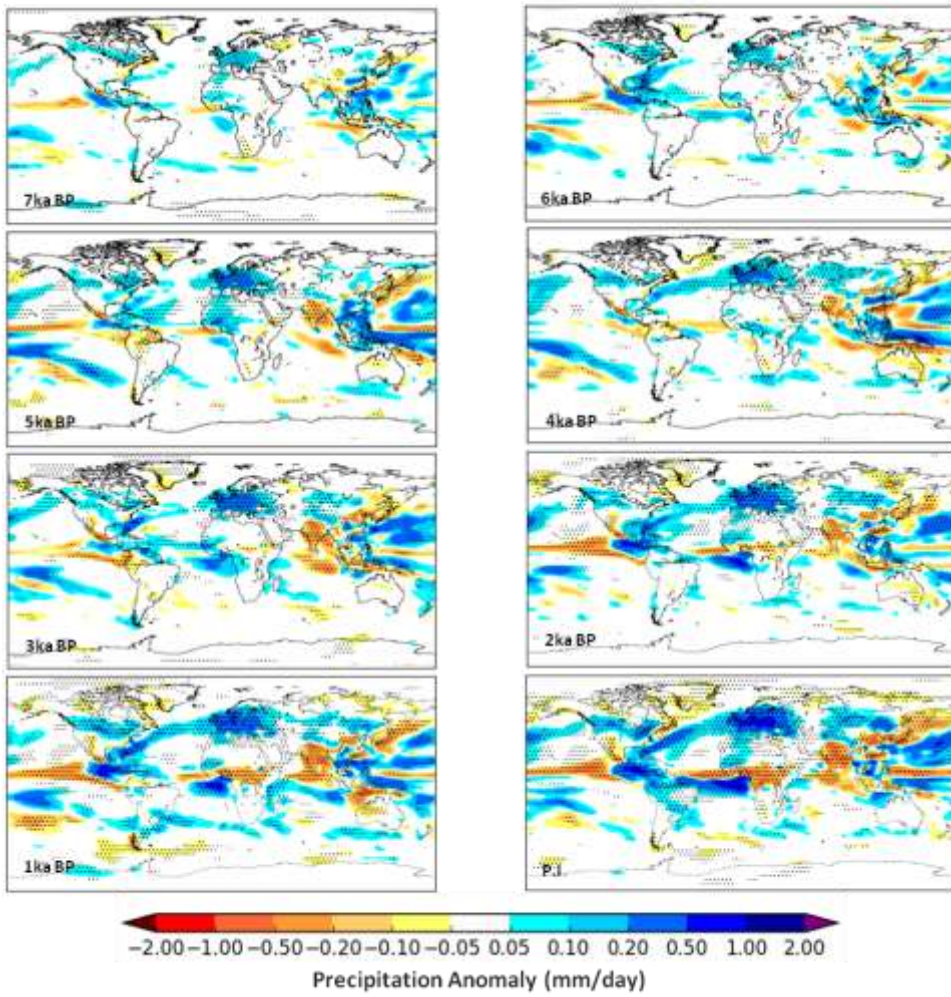 7ka BP
6ka BP
5ka BP
4ka BP
3ka BP
2ka BP
1ka BP
P.I.
−2.00 −1.00 −0.50 −0.20 −0.10 −0.05 0.05 0.10 0.20 0.50 1.00 2.00
Precipitation Anomaly (mm/day)